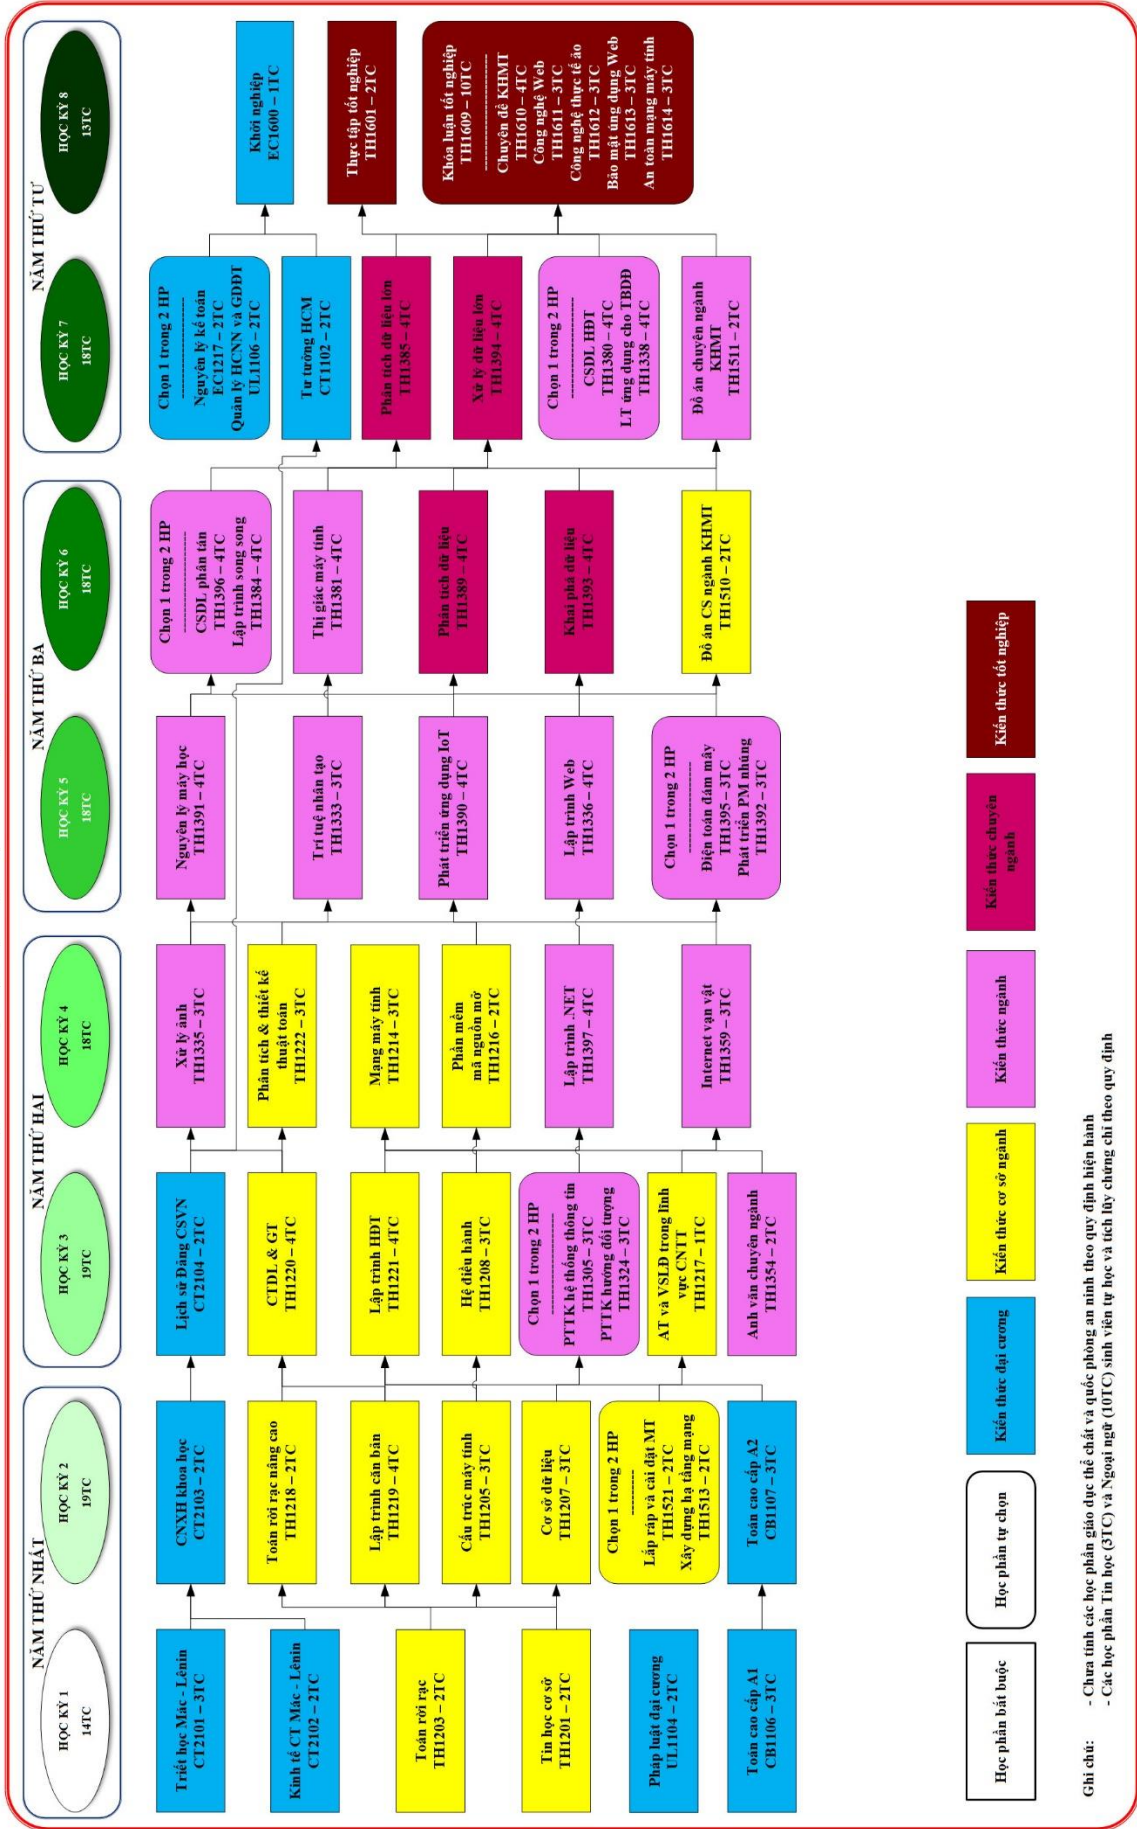 NĂM THỨ NHẤT
NĂM THỨ HAI
NĂM THỨ BA
NĂM THỨ TƯ
HỌC KỲ 1
14TC
HỌC KỲ 2
19TC
HỌC KỲ 3
19TC
HỌC KỲ 4
18TC
HỌC KỲ 5
18TC
HỌC KỲ 6
18TC
HỌC KỲ 7
18TC
HỌC KỲ 8
13TC
Triết học Mác - Lênin
CT2101 – 3TC
Kinh tế CT Mác - Lênin
CT2102 – 2TC
Toán rời rạc
TH1203 – 2TC
Tin học cơ sở
TH1201 – 2TC
Pháp luật đại cương
UL1104 – 2TC
Toán cao cấp A1
CB1106 – 3TC
CNXH khoa học
CT2103 – 2TC
Toán rời rạc nâng cao
TH1218 – 2TC
Lập trình căn bản
TH1219 – 4TC
Cấu trúc máy tính
TH1205 – 3TC
Cơ sở dữ liệu
TH1207 – 3TC
Chọn 1 trong 2 HP
--------
Lắp ráp và cài đặt MT
TH1521 – 2TC
Xây dựng hạ tầng mạng
TH1513 – 2TC
Toán cao cấp A2
CB1107 – 3TC
Lịch sử Đảng CSVN
CT2104 – 2TC
CTDL & GT
TH1220 – 4TC
Lập trình HĐT
TH1221 – 4TC
Hệ điều hành
TH1208 – 3TC
Chọn 1 trong 2 HP
--------------------
PTTK hệ thống thông tin
TH1305 – 3TC
PTTK hướng đối tượng
TH1324 – 3TC
AT và VSLĐ trong lĩnh
vực CNTT
TH1217 – 1TC
Anh văn chuyên ngành
TH1354 – 2TC
Xử lý ảnh
TH1335 – 3TC
Phân tích & thiết kế
thuật toán
TH1222 – 3TC
Mạng máy tính
TH1214 – 3TC
Phần mềm
mã nguồn mở
TH1216 – 2TC
Lập trình .NET
TH1397 – 4TC
Internet vạn vật
TH1359 – 3TC
Nguyên lý máy học
TH1391 – 4TC
Trí tuệ nhân tạo
TH1333 – 3TC
Phát triển ứng dụng IoT
TH1390 – 4TC
Lập trình Web
TH1336 – 4TC
Chọn 1 trong 2 HP
----------------
Điện toán đám mây
TH1395 – 3TC
Phát triển PM nhúng
TH1392 – 3TC
Chọn 1 trong 2 HP
--------------------
CSDL phân tán
TH1396 – 4TC
Lập trình song song
TH1384 – 4TC
Thị giác máy tính
TH1381 – 4TC
Phân tích dữ liệu
TH1389 – 4TC
Khai phá dữ liệu
TH1393 – 4TC
Đồ án CS ngành KHMT
TH1510 – 2TC
Chọn 1 trong 2 HP
--------------------
Nguyên lý kế toán
EC1217 – 2TC
Quản lý HCNN và GDĐT
UL1106 – 2TC
Tư tưởng HCM
CT1102 – 2TC
Phân tích dữ liệu lớn
TH1385 – 4TC
Xử lý dữ liệu lớn
TH1394 – 4TC
Chọn 1 trong 2 HP
--------------
CSDL HĐT
TH1380 – 4TC
LT ứng dụng cho TBDĐ
TH1338 – 4TC
Đồ án chuyên ngành
KHMT
TH1511 – 2TC
Khởi nghiệp
EC1600 – 1TC
Thực tập tốt nghiệp
TH1601 – 2TC
Khóa luận tốt nghiệp
TH1609 – 10TC
--------------------
Chuyên đề KHMT
TH1610 – 4TC
Công nghệ Web
TH1611 – 3TC
Công nghệ thực tế ảo
TH1612 – 3TC
Bảo mật ứng dụng Web
TH1613 – 3TC
An toàn mạng máy tính
TH1614 – 3TC
Học phần bắt buộc
Học phần tự chọn
Kiến thức đại cương
Kiến thức cơ sở ngành
Kiến thức ngành
Kiến thức chuyên
ngành
Kiến thức tốt nghiệp
Ghi chú: - Chưa tính các học phần giáo dục thể chất và quốc phòng an ninh theo quy định hiện hành
- Các học phần Tin học (3TC) và Ngoại ngữ (10TC) sinh viên tự học và tích lũy chứng chỉ theo quy định